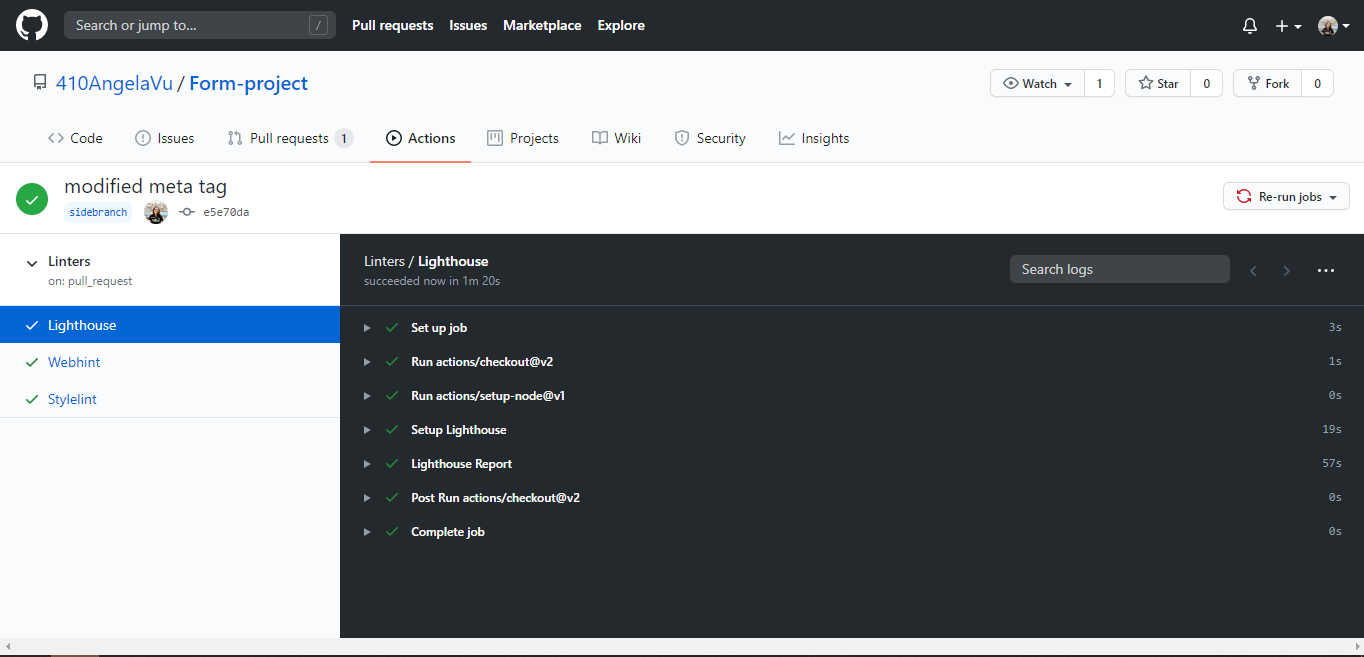 Search or jump to... /
Pull requests Issues Marketplace Explore
410AngelaVu / Form-project
Watch 1 Star 0 Fork 0
Code Issues Pull requests 1 Actions Projects Wiki Security Insights
modified meta tag
sidebranch e5e70da
Re-run jobs
Linters
on: pull_request
Lighthouse
Webhint
Stylelint
Linters / Lighthouse
succeeded now in 1m 20s
Search logs
Set up job 3s
Run actions/checkout@v2 1s
Run actions/setup-node@v1 0s
Setup Lighthouse 19s
Lighthouse Report 57s
Post Run actions/checkout@v2 0s
Complete job 0s